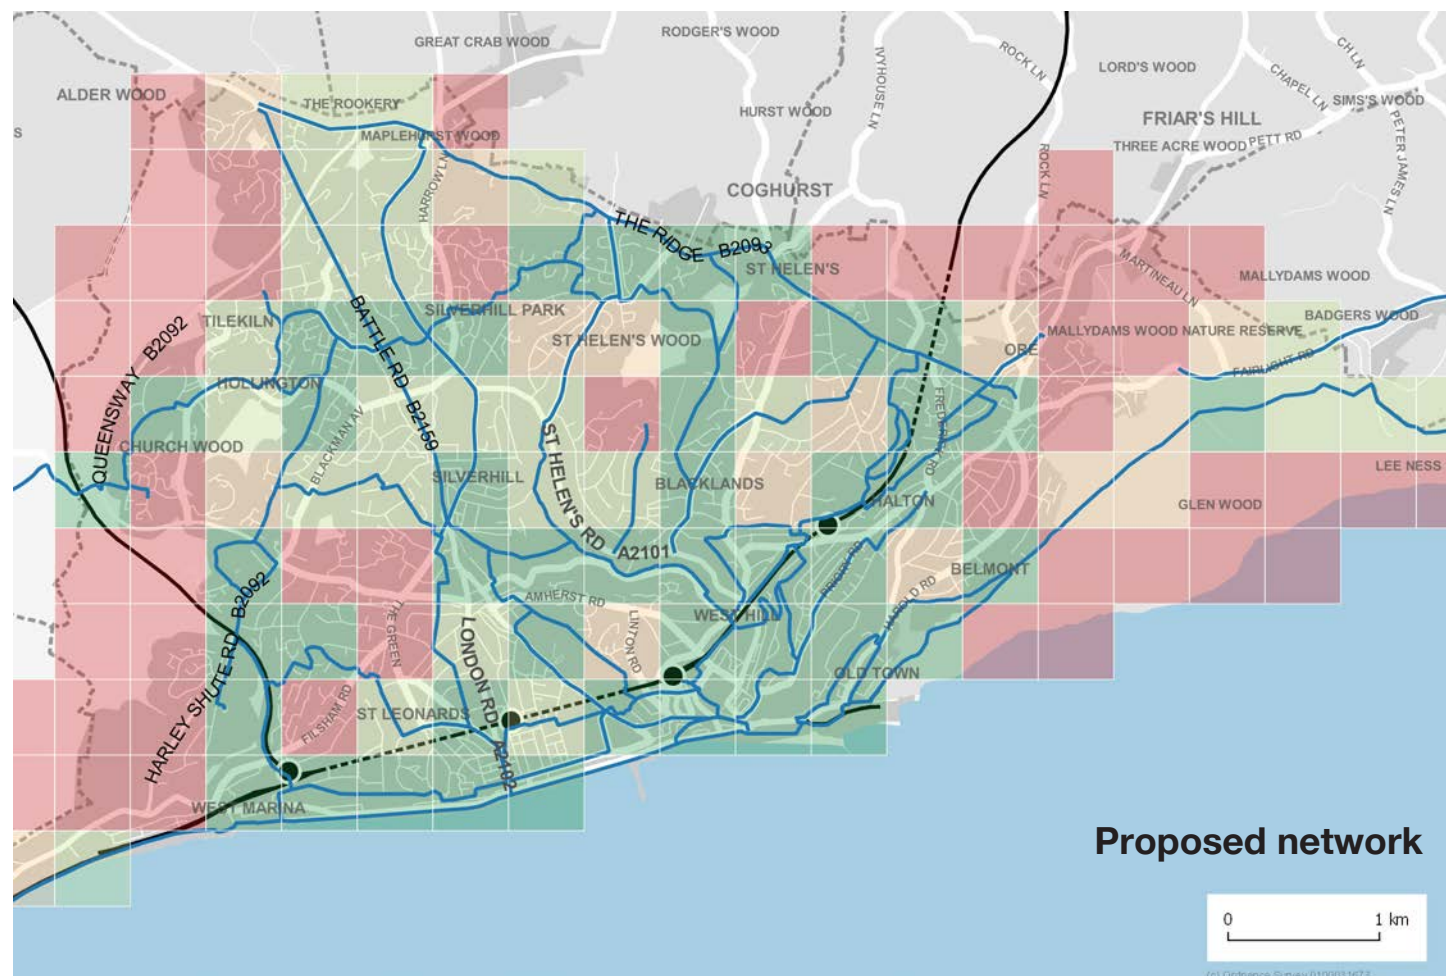 GREAT CRAB WOOD
RODGER'S WOOD
IVYHOUSE LN
ROCK LN
LORD'S WOOD
CH LN
CHAPEL LN
SIMS'S WOOD
ALDER WOOD
THE ROOKERY
HURST WOOD
FRIAR'S HILL
PETER JAMES LN
S
MAPLEHURST WOOD
THREE ACRE WOOD
PETT RD
HARROW LN
ROCK LN
COGHURST
THE RIDGE B2093
ST HELEN'S
MARTINEAU LN
MALLYDAMS WOOD
TILEKILN
BATTLE RD B2159
SILVERHILL PARK
ST HELEN'S WOOD
MALLYDAMS WOOD NATURE RESERVE
BADGERS WOOD
QUEENSWAY B2092
ORE
FAIRLIGHT RD
HOLLINGTON
CHURCH WOOD
BLACKMAN AV
ST HELEN'S RD
A2101
FREDERICK RD
LEE NESS
SILVERHILL
BLACKLANDS
HALTON
GLEN WOOD
HARLEY SHUTE RD B2092
AMHERST RD
PRIORY RD
BELMONT
HAROLD RD
THE GREEN
LONDON RD
A2102
LINTON RD
WEST HILL
OLD TOWN
FILSHAM RD
ST LEONARDS
WEST MARINA
Proposed network
0
1 km